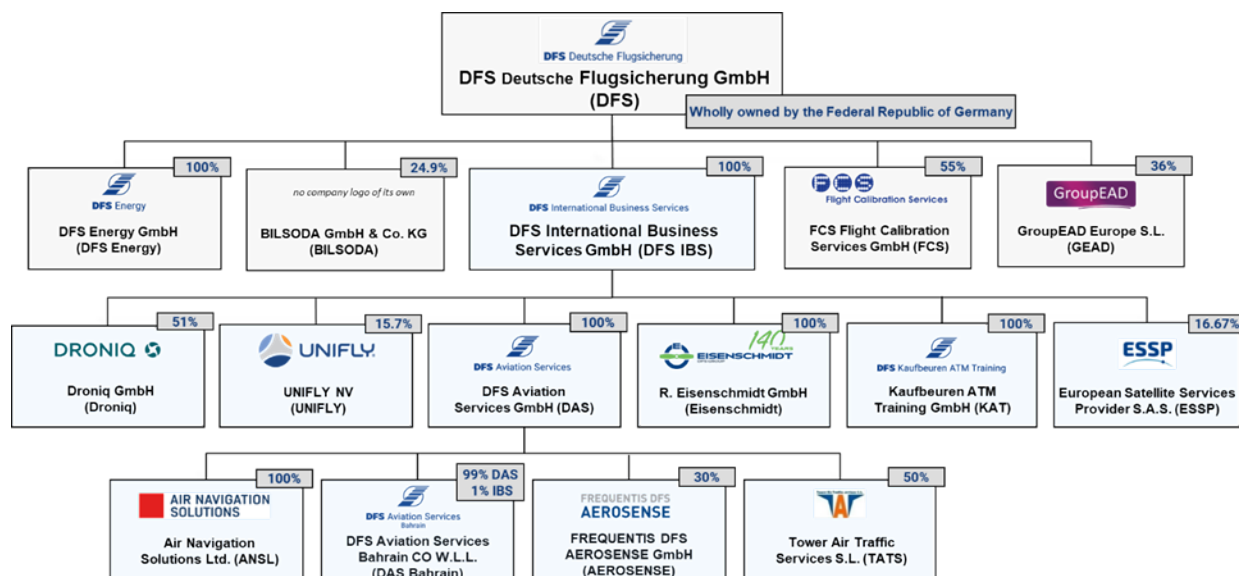 DFS Deutsche Flugsicherung
DFS Deutsche Flugsicherung GmbH
(DFS)
Wholly owned by the Federal Republic of Germany
100%
DFS Energy
DFS Energy GmbH
(DFS Energy)
24.9%
no company logo of its own
BILSODA GmbH & Co. KG
(BILSODA)
100%
DFS International Business Services
DFS International Business
Services GmbH (DFS IBS)
55%
FCS
Flight Calibration Services
FCS Flight Calibration
Services GmbH (FCS)
36%
GroupEAD
GroupEAD Europe S.L.
(GEAD)
51%
DRONIQ
Droniq GmbH
(Droniq)
15.7%
UNIFLY
UNIFLY NV
(UNIFLY)
100%
DFS Aviation Services
DFS Aviation
Services GmbH (DAS)
100%
140
YEARS
EISENSCHMIDT
R. Eisenschmidt GmbH
(Eisenschmidt)
100%
DFS Kaufbeuren ATM Training
Kaufbeuren ATM
Training GmbH (KAT)
16.67%
ESSP
European Satellite Services
Provider S.A.S. (ESSP)
100%
AIR NAVIGATION
SOLUTIONS
Air Navigation
Solutions Ltd. (ANSL)
99% DAS
1% IBS
DFS Aviation Services
Bahrain
DFS Aviation Services
Bahrain CO W.L.L.
(DAS Bahrain)
30%
FREQUENTIS DFS
AEROSENSE
FREQUENTIS DFS
AEROSENSE GmbH
(AEROSENSE)
50%
Tower Air Traffic
Services S.L. (TATS)